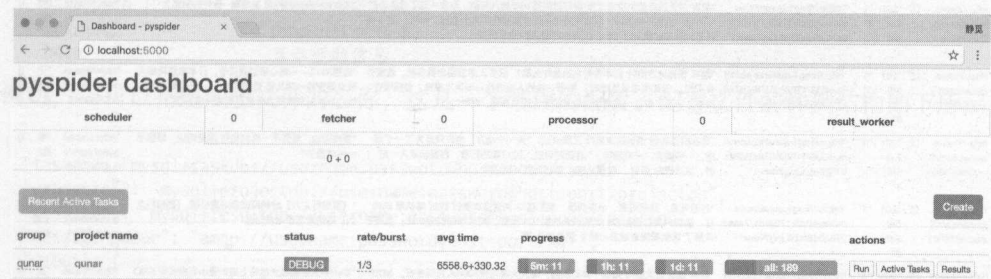 Dashboard - pyspider
静觅
localhost:5000
pyspider dashboard
scheduler 0 fetcher 0 processor 0 result_worker
0 + 0
Recent Active Tasks
Create
group project name status rate/burst avg time progress actions
qunar qunar DEBUG 1/3 6558.6+330.32 5m: 11 1h: 11 1d: 11 all: 189 Run Active Tasks Results